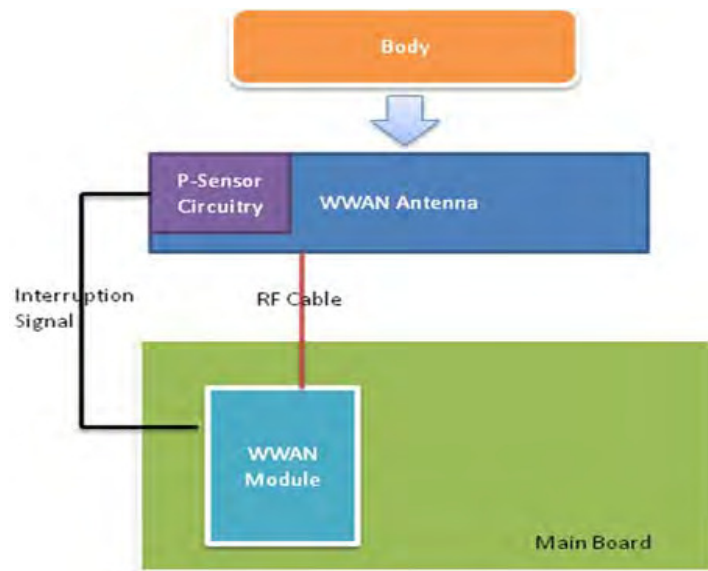 Body
P-Sensor
Circuitry
WWAN Antenna
Interruption
Signal
RF Cable
WWAN
Module
Main Board